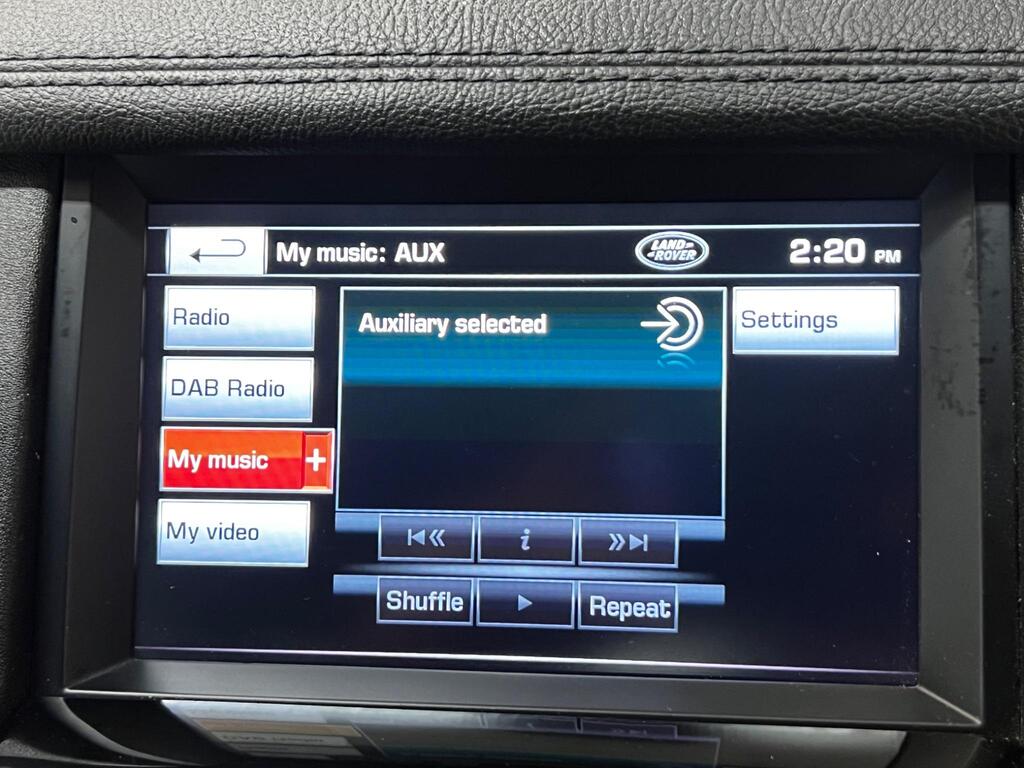 My music: AUX
LAND-
-ROVER
2:20 PM
Radio
DAB Radio
My music +
My video
Auxiliary selected
Settings
i
Shuffle
Repeat